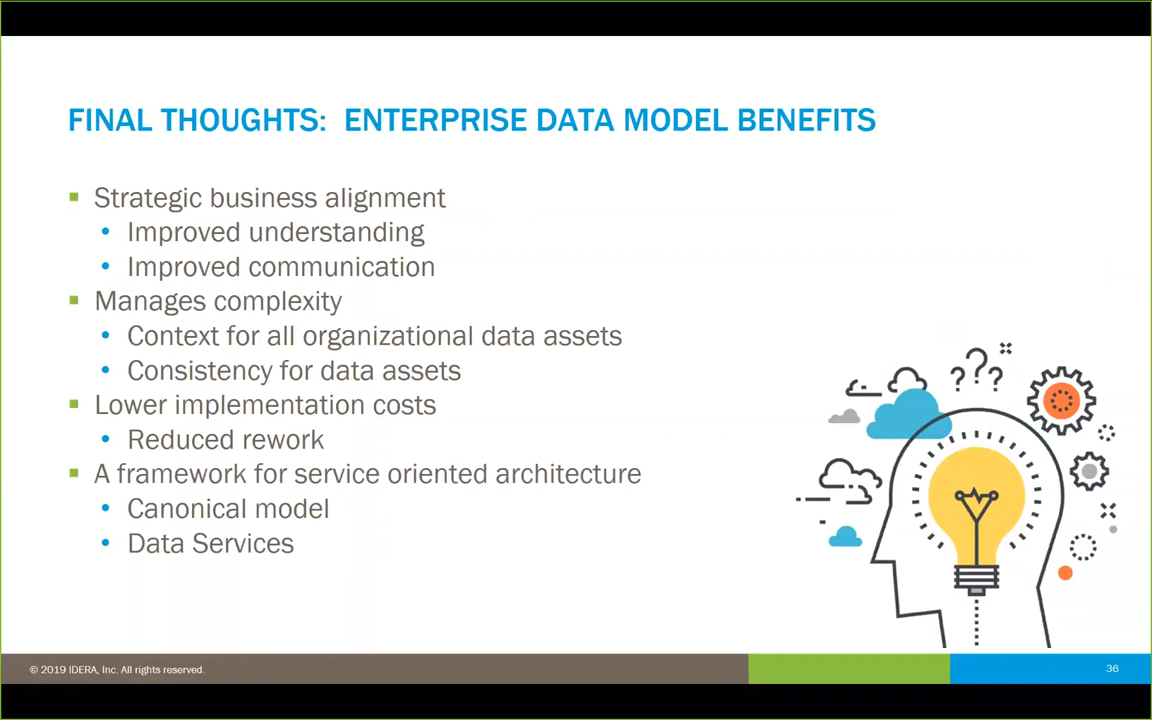 FINAL THOUGHTS: ENTERPRISE DATA MODEL BENEFITS
▪ Strategic business alignment
• Improved understanding
• Improved communication
▪ Manages complexity
• Context for all organizational data assets
• Consistency for data assets
▪ Lower implementation costs
• Reduced rework
▪ A framework for service oriented architecture
• Canonical model
• Data Services
? ? ?
© 2019 IDERA, Inc. All rights reserved.
36